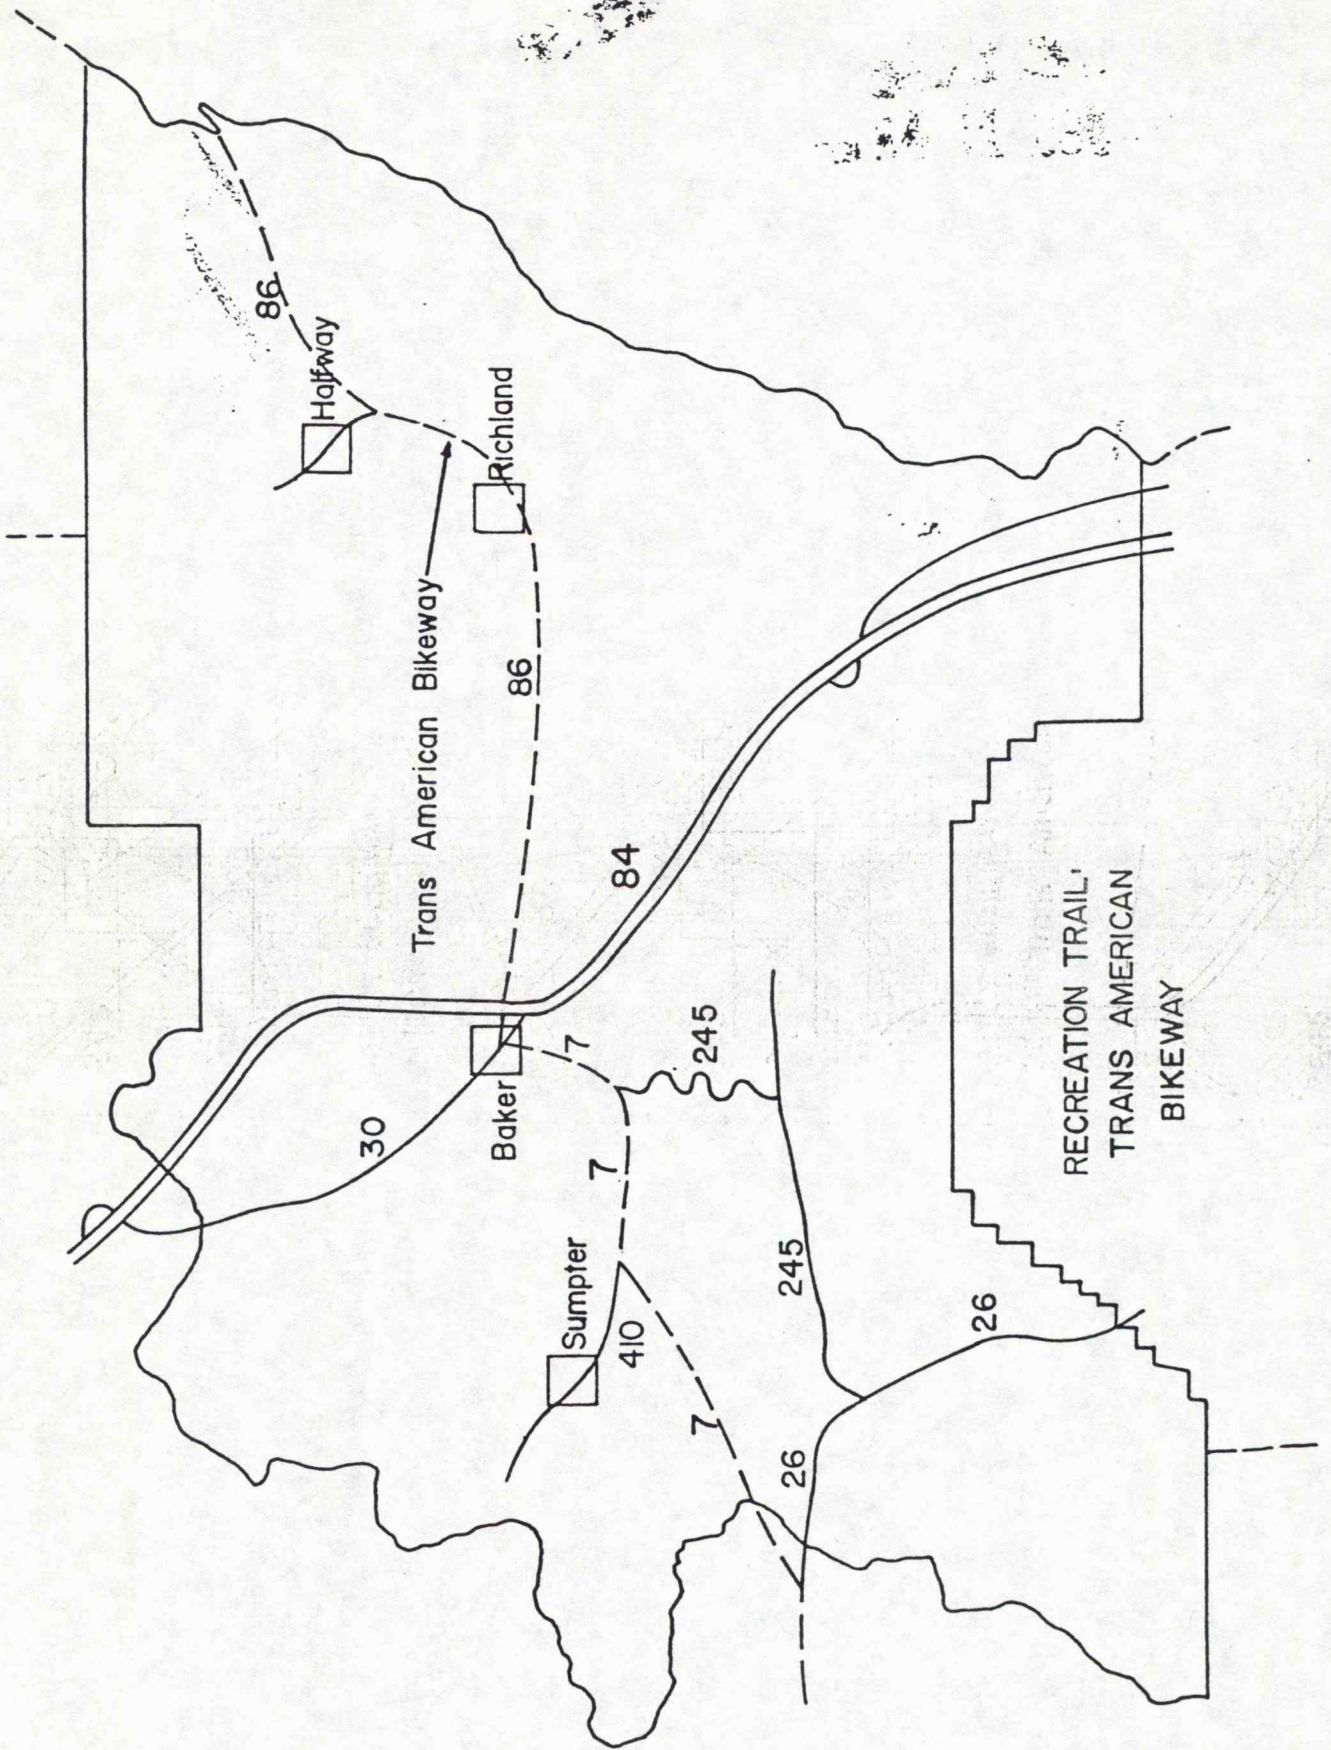 86
Halfway
Richland
Trans American Bikeway
86
84
Baker
7
30
245
7
Sumpter
410
245
7
26
26
RECREATION TRAIL:
TRANS AMERICAN
BIKEWAY